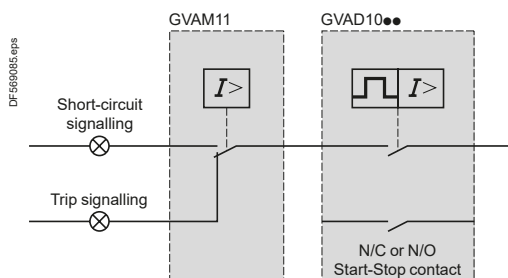 GVAM11
GVAD10●●
DF569085.eps
I>
I>
Short-circuit
signalling
Trip signalling
N/C or N/O
Start-Stop contact